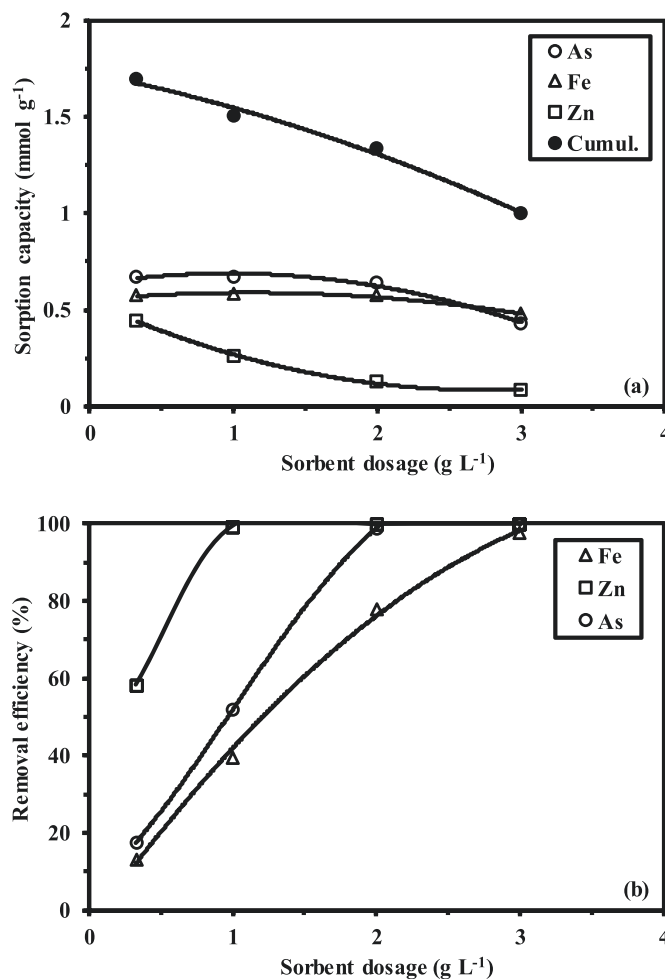 2
1.5
1
0.5
0
0 1 2 3 4
Sorption capacity (mmol g⁻¹)
As
Fe
Zn
Cumul.
(a)
Sorbent dosage (g L⁻¹)
100
80
60
40
20
0
0 1 2 3 4
Removal efficiency (%)
Fe
Zn
As
(b)
Sorbent dosage (g L⁻¹)